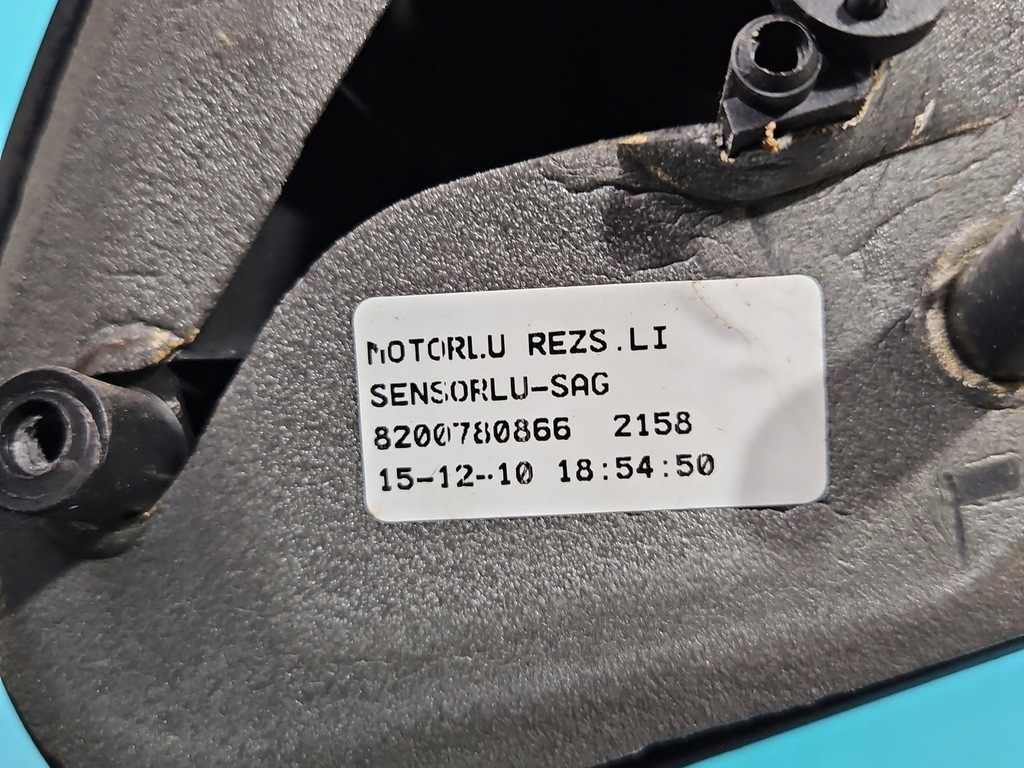 MOTORLU REZS.LI
SENSORLU-SAG
8200780866 2158
15-12-10 18:54:50